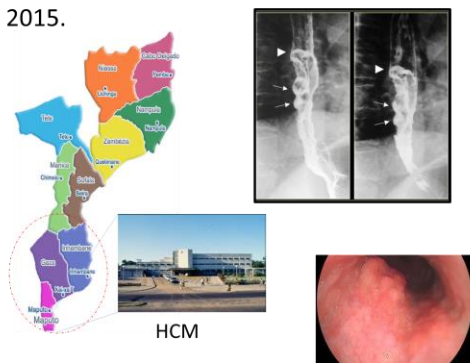 2015.
Cabo Delgado
Niassa
Pemba
Lichinga
Nampula
Nampula
Tete
Tete
Zambézia
Quelimane
Manica
Sofala
Chimoio
Beira
Gaza
Inhambane
Inhambane
Xai-Xai
Maputo
Maputo
HCM